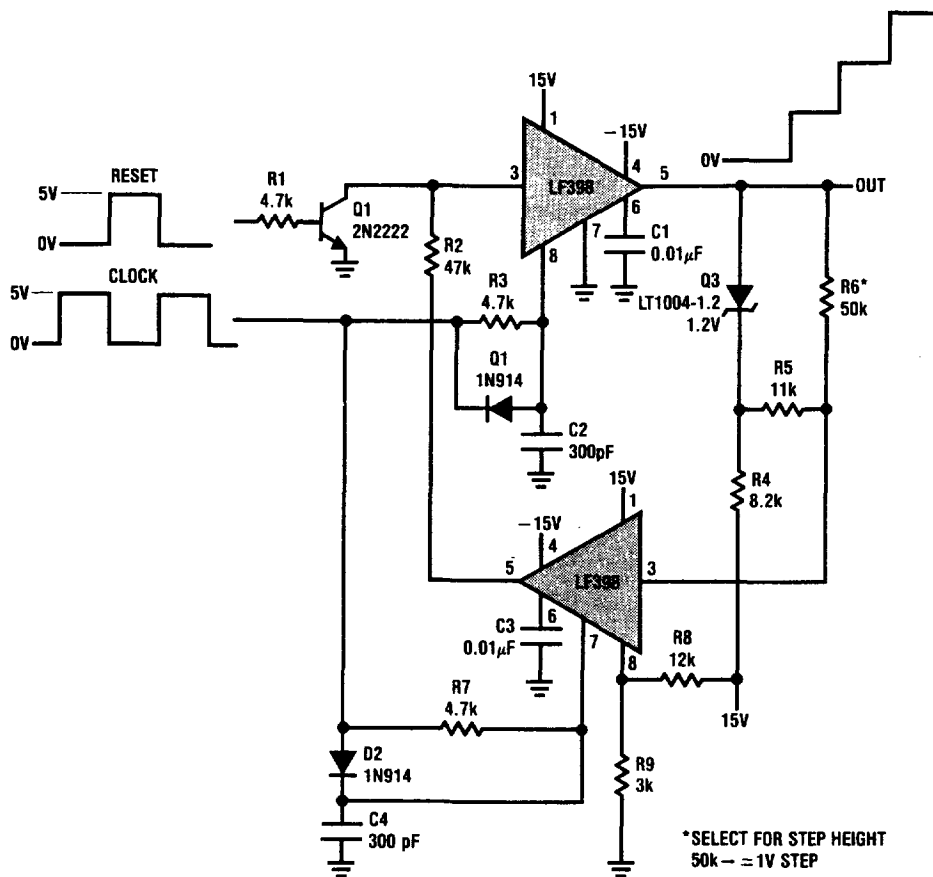 RESET
5V
0V
CLOCK
5V
0V
R1
4.7k
Q1
2N2222
R2
47k
R3
4.7k
Q1
1N914
C2
300pF
15V
1
-15V
4
3
LF398
5
6
7
8
C1
0.01µF
0V
OUT
Q3
LT1004-1.2
1.2V
R6*
50k
R5
11k
R4
8.2k
15V
1
-15V
4
5
LF398
3
6
7
8
C3
0.01µF
R8
12k
15V
R7
4.7k
D2
1N914
C4
300 pF
R9
3k
*SELECT FOR STEP HEIGHT
50k → = 1V STEP